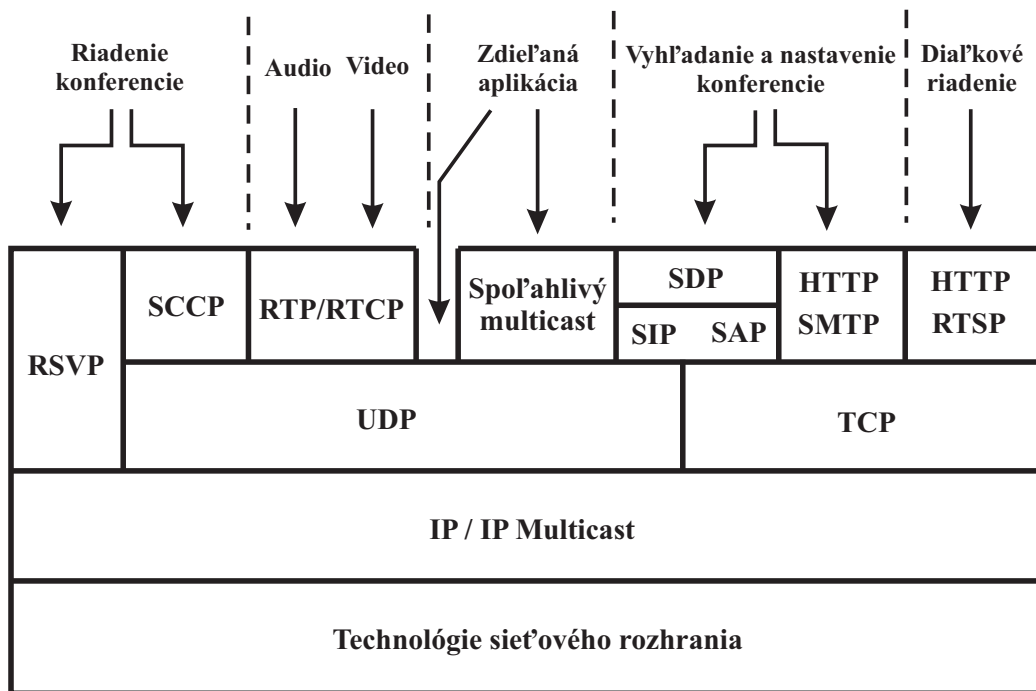 Riadenie
konferencie
Audio
Video
Zdieľaná
aplikácia
Vyhľadanie a nastavenie
konferencie
Diaľkové
riadenie
RSVP
SCCP
RTP/RTCP
Spoľahlivý
multicast
SDP
SIP
SAP
HTTP
SMTP
HTTP
RTSP
UDP
TCP
IP / IP Multicast
Technológie sieťového rozhrania